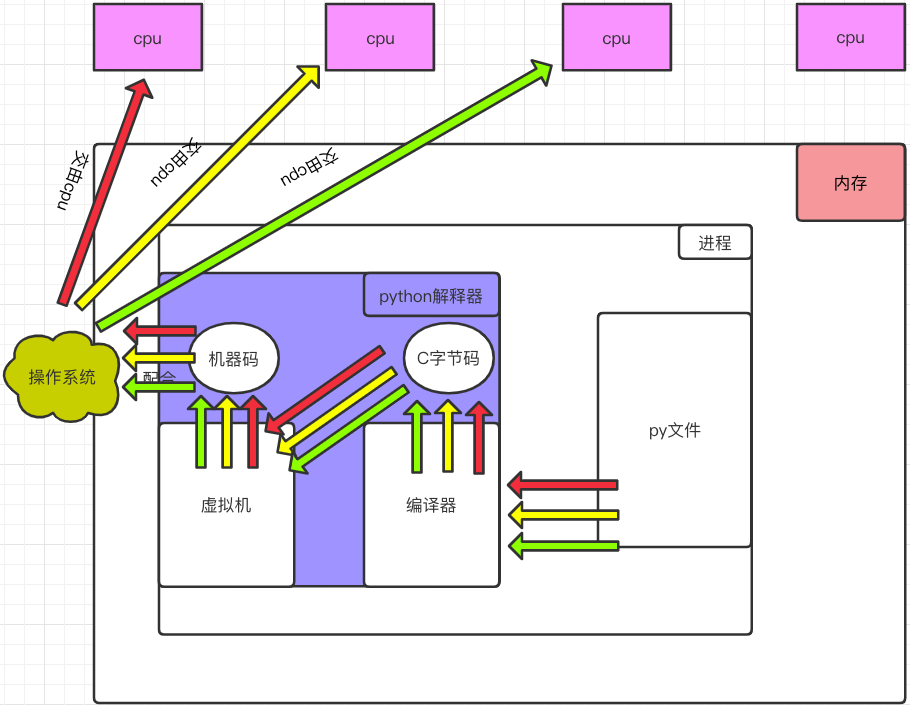 cpu
cpu
cpu
cpu
交由cpu
交由cpu
交由cpu
内存
进程
python解释器
机器码
C字节码
操作系统
配合
py文件
虚拟机
编译器